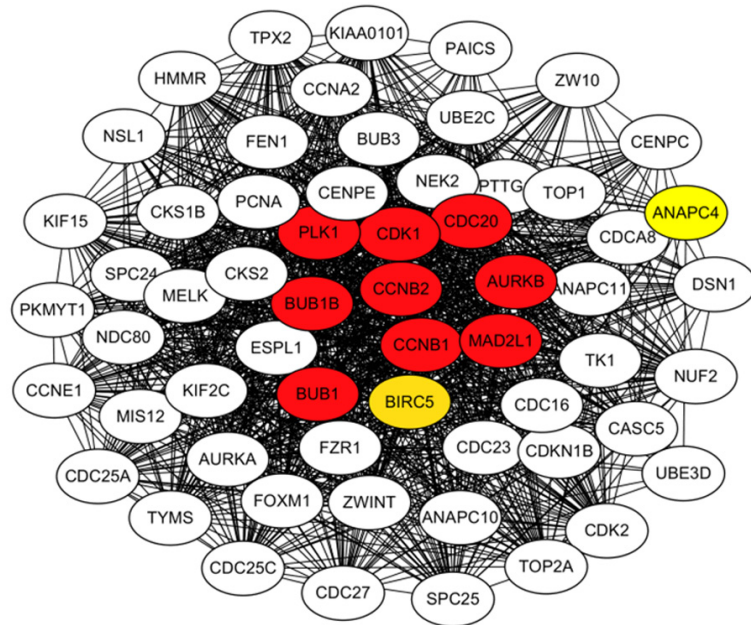 TPX2
KIAA0101
PAICS
HMMR
CCNA2
ZW10
UBE2C
NSL1
FEN1
BUB3
CENPC
NEK2
PTTG
TOP1
CENPE
PCNA
CKS1B
ANAPC4
KIF15
PLK1
CDK1
CDC20
CDCA8
SPC24
CKS2
MELK
CCNB2
AURKB
ANAPC11
DSN1
PKMYT1
BUB1B
NDC80
ESPL1
CCNB1
MAD2L1
TK1
NUF2
CCNE1
KIF2C
BUB1
BIRC5
MIS12
CDC16
CASC5
AURKA
FZR1
CDC23
CDKN1B
CDC25A
UBE3D
FOXM1
ZWINT
ANAPC10
TYMS
CDK2
CDC25C
TOP2A
CDC27
SPC25